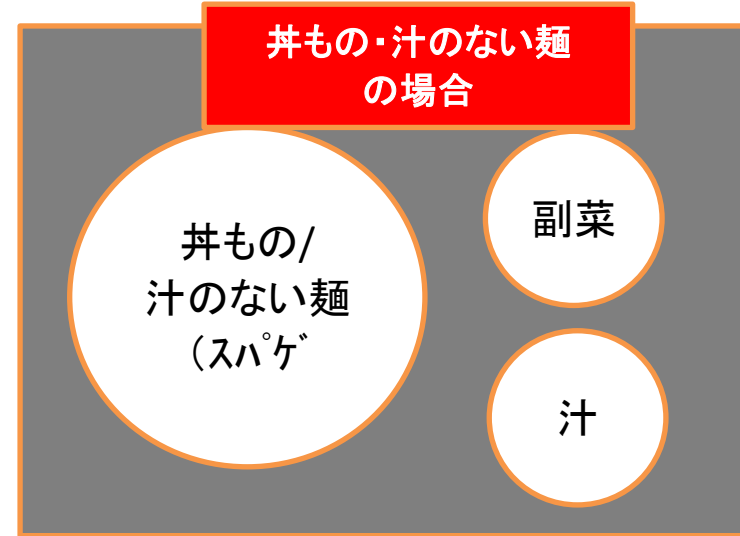 丼もの・汁のない麺
の場合
丼もの/
汁のない麺
(ｽﾊﾟｹﾞ
副菜
汁